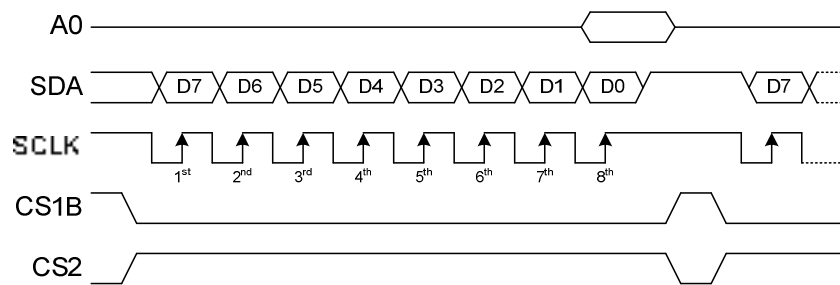 A0
SDA D7 D6 D5 D4 D3 D2 D1 D0 D7
SCLK
1st 2nd 3rd 4th 5th 6th 7th 8th
CS1B
CS2